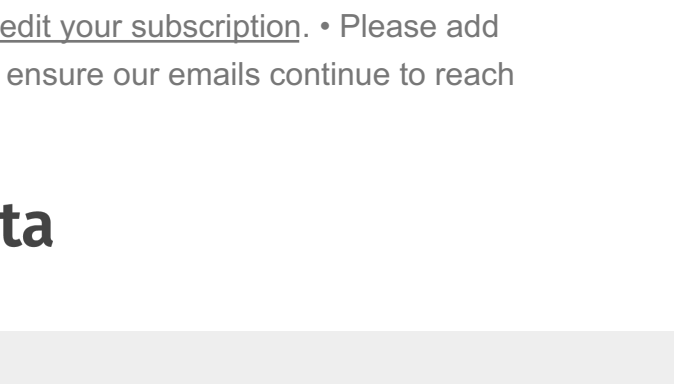 edit your subscription. • Please add
ensure our emails continue to reach
ta